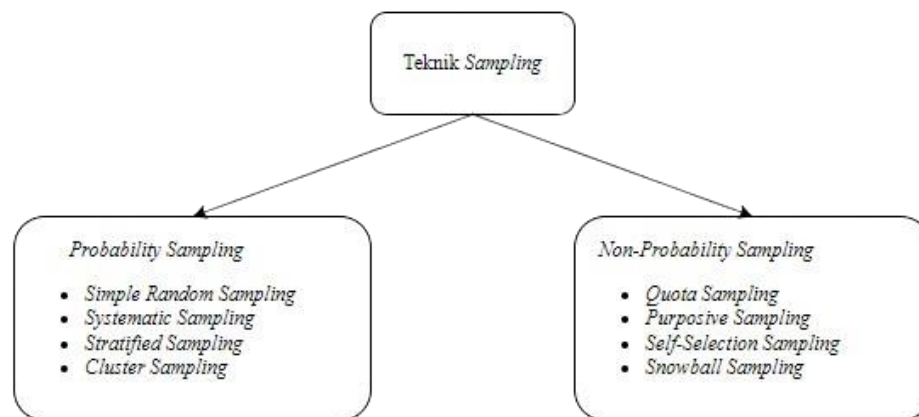 Teknik Sampling
Probability Sampling
• Simple Random Sampling
• Systematic Sampling
• Stratified Sampling
• Cluster Sampling
Non-Probability Sampling
• Quota Sampling
• Purposive Sampling
• Self-Selection Sampling
• Snowball Sampling